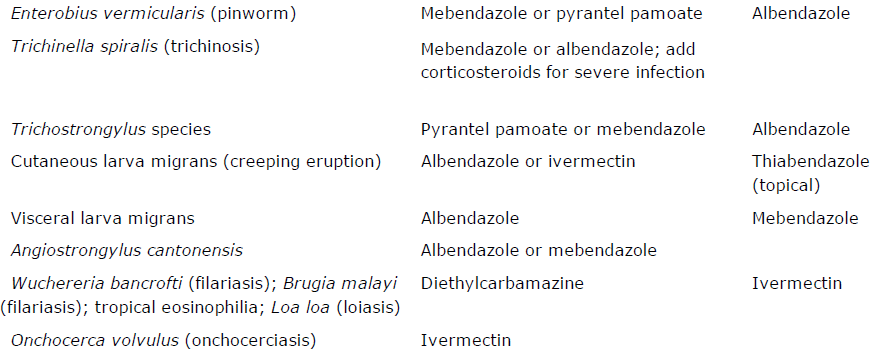 Enterobius vermicularis (pinworm) Mebendazole or pyrantel pamoate Albendazole
Trichinella spiralis (trichinosis) Mebendazole or albendazole; add
corticosteroids for severe infection
Trichostrongylus species Pyrantel pamoate or mebendazole Albendazole
Cutaneous larva migrans (creeping eruption) Albendazole or ivermectin Thiabendazole
(topical)
Visceral larva migrans Albendazole Mebendazole
Angiostrongylus cantonensis Albendazole or mebendazole
Wuchereria bancrofti (filariasis); Brugia malayi Diethylcarbamazine Ivermectin
(filariasis); tropical eosinophilia; Loa loa (loiasis)
Onchocerca volvulus (onchocerciasis) Ivermectin